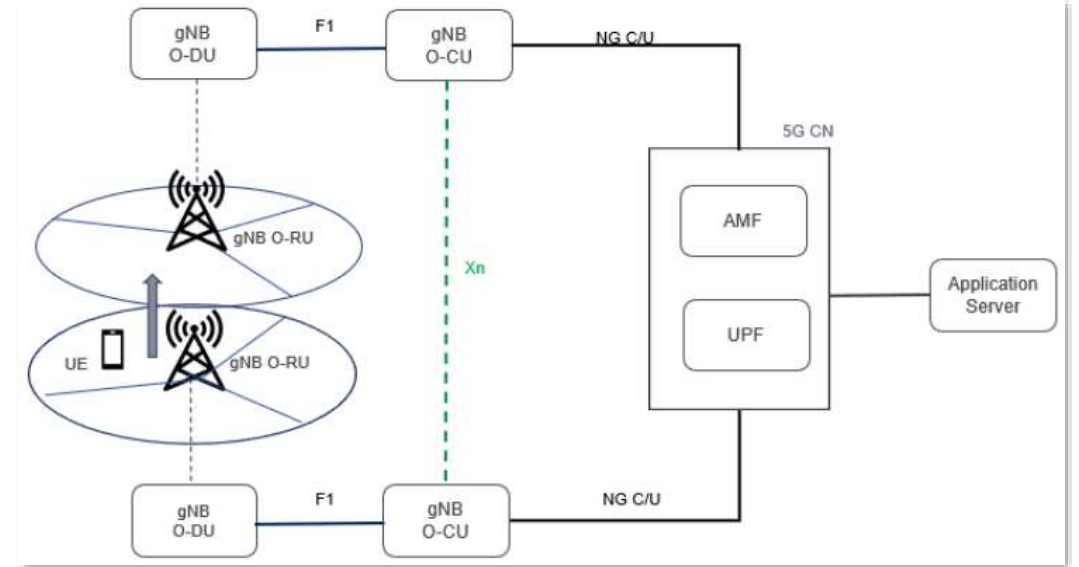 gNB
O-DU
F1
gNB
O-CU
NG C/U
5G CN
AMF
gNB O-RU
Xn
Application
Server
UPF
UE
gNB O-RU
gNB
O-DU
F1
gNB
O-CU
NG C/U